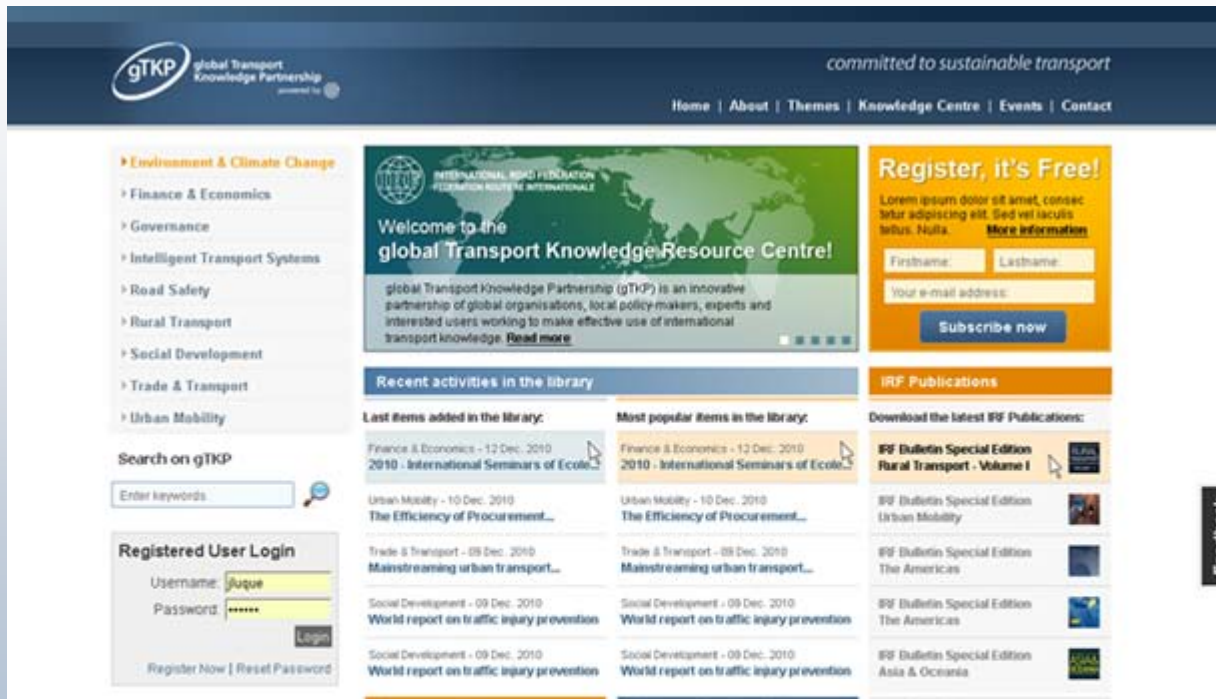 gTKP global Transport
Knowledge Partnership
powered by
committed to sustainable transport
Home | About | Themes | Knowledge Centre | Events | Contact
Environment & Climate Change
Finance & Economics
Governance
Intelligent Transport Systems
Road Safety
Rural Transport
Social Development
Trade & Transport
Urban Mobility
Search on gTKP
Enter keywords
Registered User Login
Username: jluque
Password: ••••••
Login
Register Now | Reset Password
INTERNATIONAL ROAD FEDERATION
FEDERATION ROUTIERE INTERNATIONALE
Welcome to the
global Transport Knowledge Resource Centre!
global Transport Knowledge Partnership (gTKP) is an innovative
partnership of global organisations, local policy-makers, experts and
interested users working to make effective use of international
transport knowledge. Read more
Register, it's Free!
Lorem ipsum dolor sit amet, consec
tetur adipiscing elit. Sed vel iaculis
tellus. Nulla. More information
Firstname: Lastname:
Your e-mail address:
Subscribe now
Recent activities in the library
Last items added in the library:
Finance & Economics - 12 Dec. 2010
2010 - International Seminars of Ecole...
Urban Mobility - 10 Dec. 2010
The Efficiency of Procurement...
Trade & Transport - 09 Dec. 2010
Mainstreaming urban transport...
Social Development - 09 Dec. 2010
World report on traffic injury prevention
Social Development - 09 Dec. 2010
World report on traffic injury prevention
Most popular items in the library:
Finance & Economics - 12 Dec. 2010
2010 - International Seminars of Ecole...
Urban Mobility - 10 Dec. 2010
The Efficiency of Procurement...
Trade & Transport - 09 Dec. 2010
Mainstreaming urban transport...
Social Development - 09 Dec. 2010
World report on traffic injury prevention
Social Development - 09 Dec. 2010
World report on traffic injury prevention
IRF Publications
Download the latest IRF Publications:
IRF Bulletin Special Edition
Rural Transport - Volume I
IRF Bulletin Special Edition
Urban Mobility
IRF Bulletin Special Edition
The Americas
IRF Bulletin Special Edition
The Americas
IRF Bulletin Special Edition
Asia & Oceania